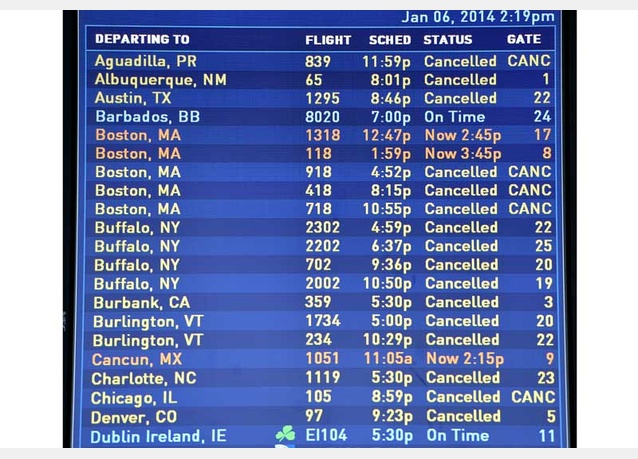 Jan 06, 2014 2:19pm
DEPARTING TO FLIGHT SCHED STATUS GATE
Aguadilla, PR 839 11:59p Cancelled CANC
Albuquerque, NM 65 8:01p Cancelled 1
Austin, TX 1295 8:46p Cancelled 22
Barbados, BB 8020 7:00p On Time 24
Boston, MA 1318 12:47p Now 2:45p 17
Boston, MA 118 1:59p Now 3:45p 8
Boston, MA 918 4:52p Cancelled CANC
Boston, MA 418 8:15p Cancelled CANC
Boston, MA 718 10:55p Cancelled CANC
Buffalo, NY 2302 4:59p Cancelled 22
Buffalo, NY 2202 6:37p Cancelled 25
Buffalo, NY 702 9:36p Cancelled 20
Buffalo, NY 2002 10:50p Cancelled 19
Burbank, CA 359 5:30p Cancelled 3
Burlington, VT 1734 5:00p Cancelled 20
Burlington, VT 234 10:29p Cancelled 22
Cancun, MX 1051 11:05a Now 2:15p 9
Charlotte, NC 1119 5:30p Cancelled 23
Chicago, IL 105 8:59p Cancelled CANC
Denver, CO 97 9:23p Cancelled 5
Dublin Ireland, IE EI104 5:30p On Time 11